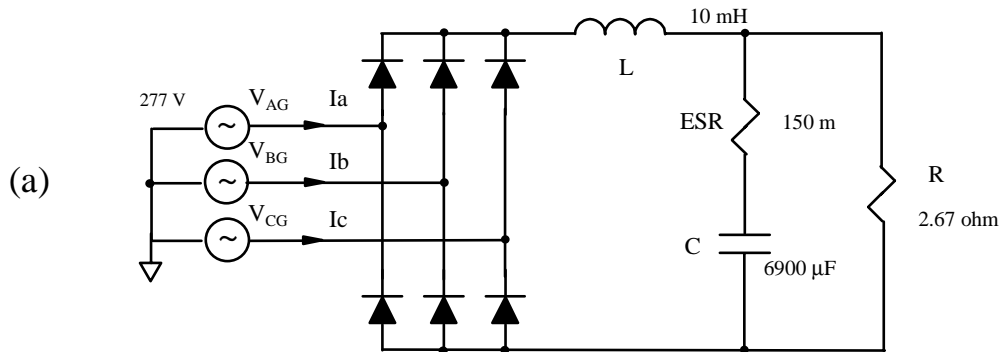 10 mH
L
277 V
V_AG
Ia
ESR
150 m
V_BG
(a)
Ib
R
V_CG
Ic
2.67 ohm
C
6900 µF